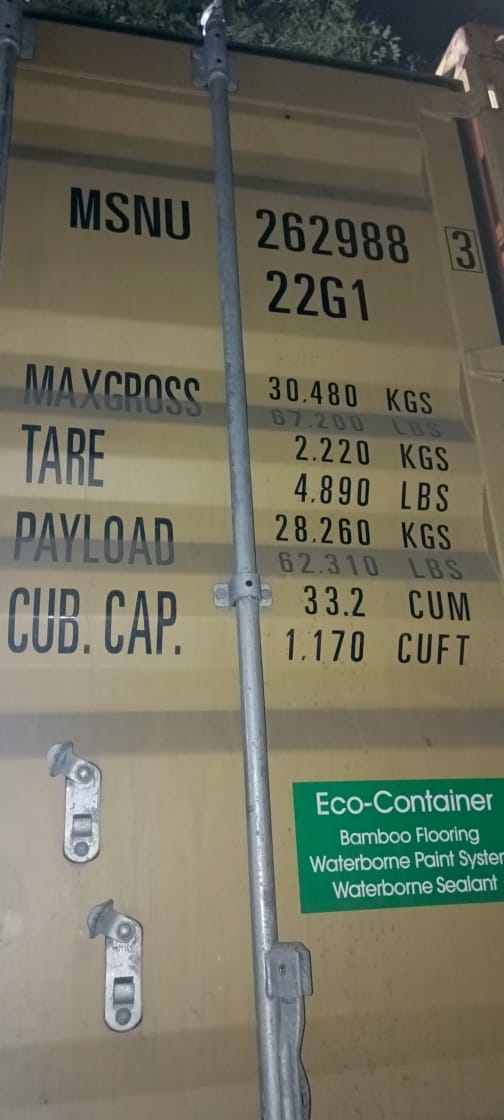 MSNU 262988 3
22G1
MAXGROSS 30.480 KGS
67.200 LBS
TARE 2.220 KGS
4.890 LBS
PAYLOAD 28.260 KGS
62.310 LBS
CUB. CAP. 33.2 CUM
1.170 CUFT
Eco-Container
Bamboo Flooring
Waterborne Paint System
Waterborne Sealant